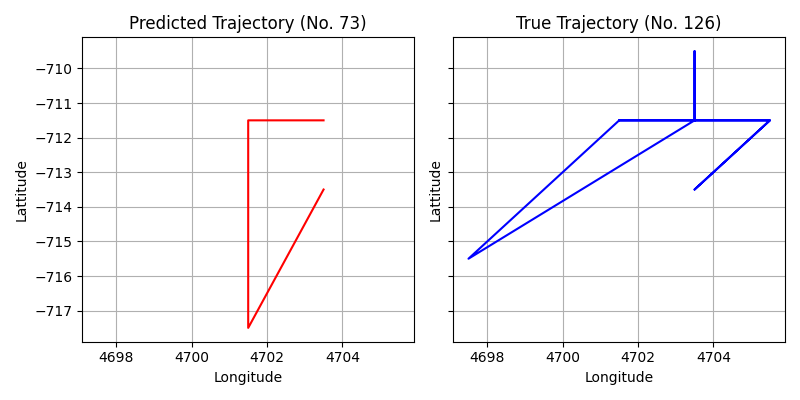 Predicted Trajectory (No. 73)
True Trajectory (No. 126)
−710
−711
−712
−713
−714
−715
−716
−717
Lattitude
Lattitude
4698 4700 4702 4704
4698 4700 4702 4704
Longitude
Longitude